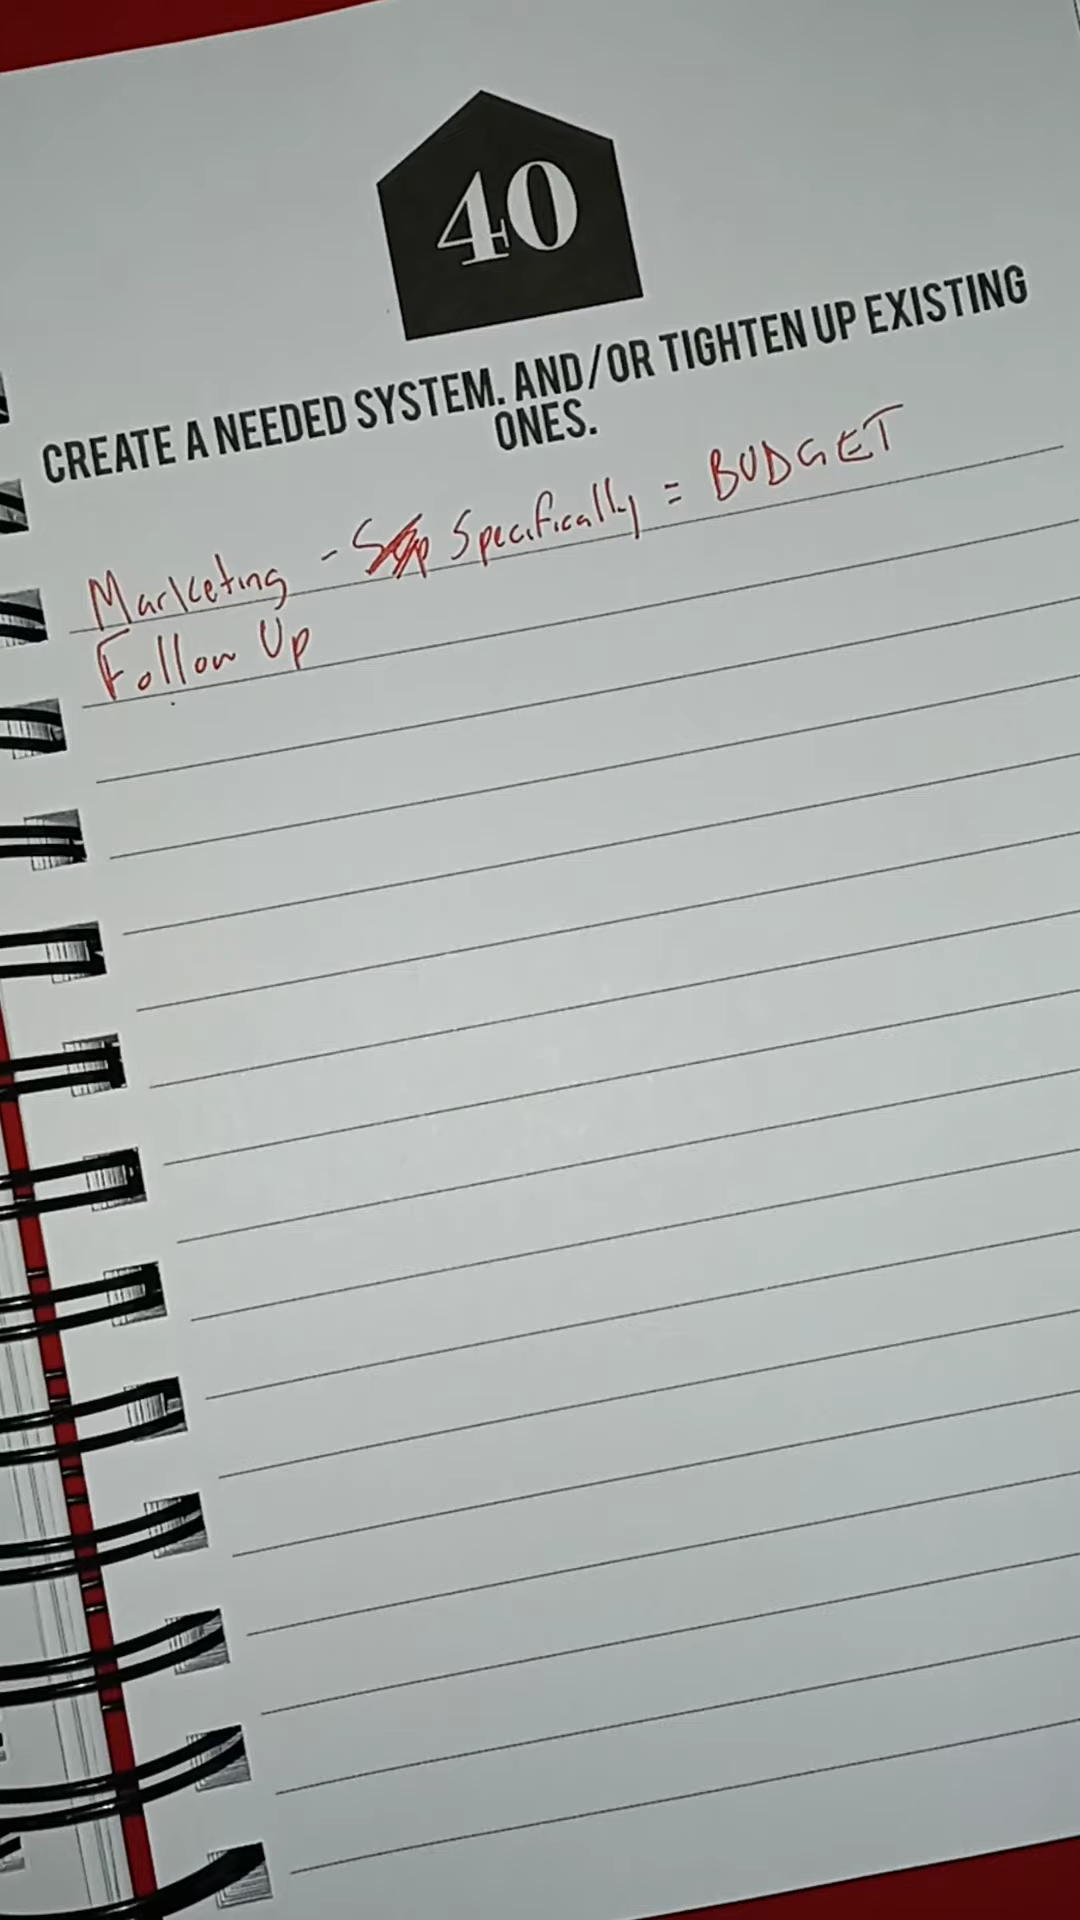 40
CREATE A NEEDED SYSTEM. AND/OR TIGHTEN UP EXISTING
ONES.
Marketing - Specifically = BUDGET
Follow Up